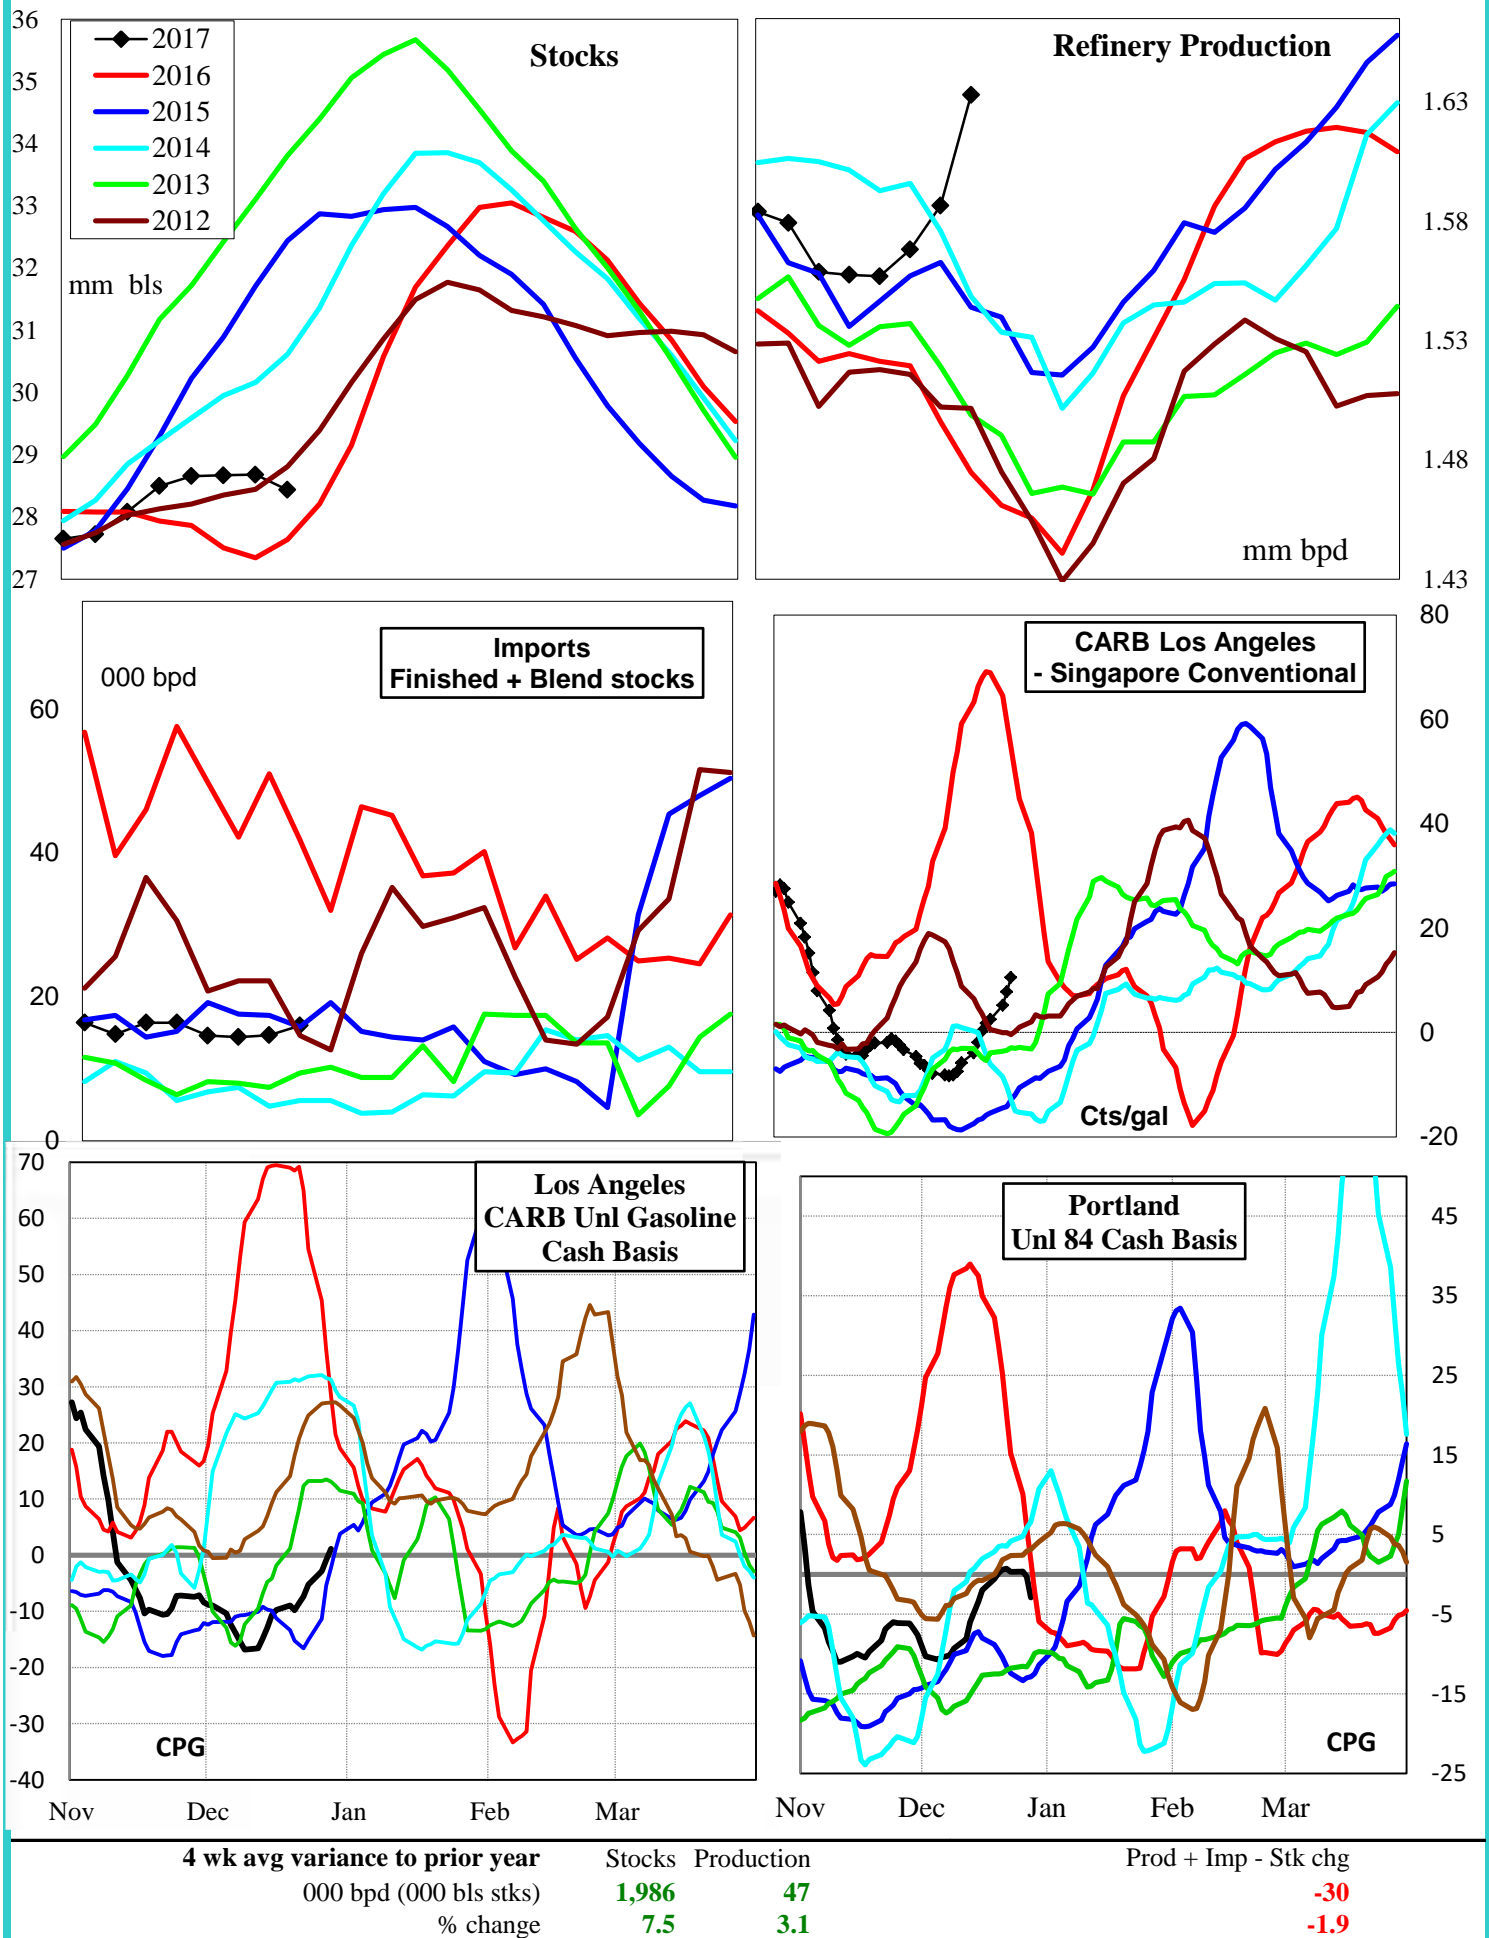 36
35
34
33
32
31
30
29
28
27
2017
2016
2015
2014
2013
2012
Stocks
mm bls
Refinery Production
1.63
1.58
1.53
1.48
1.43
mm bpd
Imports
Finished + Blend stocks
000 bpd
60
40
20
0
CARB Los Angeles
- Singapore Conventional
80
60
40
20
0
-20
Cts/gal
70
60
50
40
30
20
10
0
-10
-20
-30
-40
Los Angeles
CARB Unl Gasoline
Cash Basis
CPG
Nov Dec Jan Feb Mar
Portland
Unl 84 Cash Basis
45
35
25
15
5
-5
-15
-25
CPG
Nov Dec Jan Feb Mar
4 wk avg variance to prior year Stocks Production Prod + Imp - Stk chg
000 bpd (000 bls stks) 1,986 47 -30
% change 7.5 3.1 -1.9